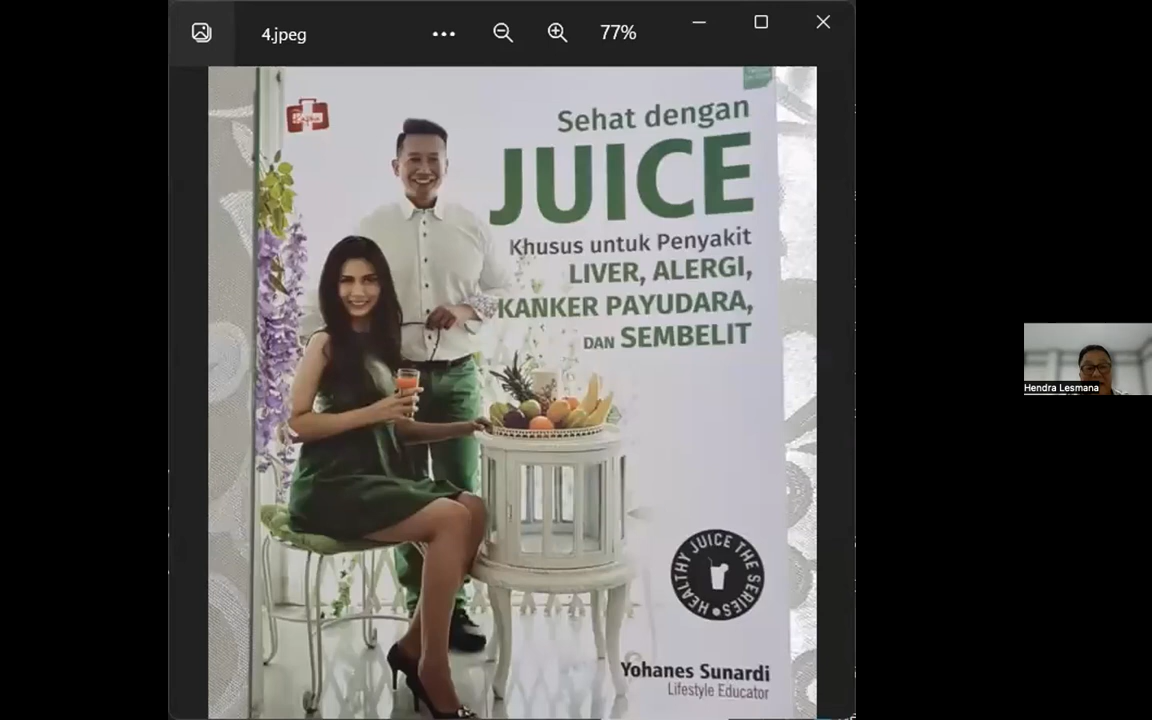 4.jpeg
77%
Sehat dengan
JUICE
Khusus untuk Penyakit
LIVER, ALERGI,
KANKER PAYUDARA,
DAN SEMBELIT
HEALTHY JUICE THE SERIES
Yohanes Sunardi
Lifestyle Educator
Hendra Lesmana